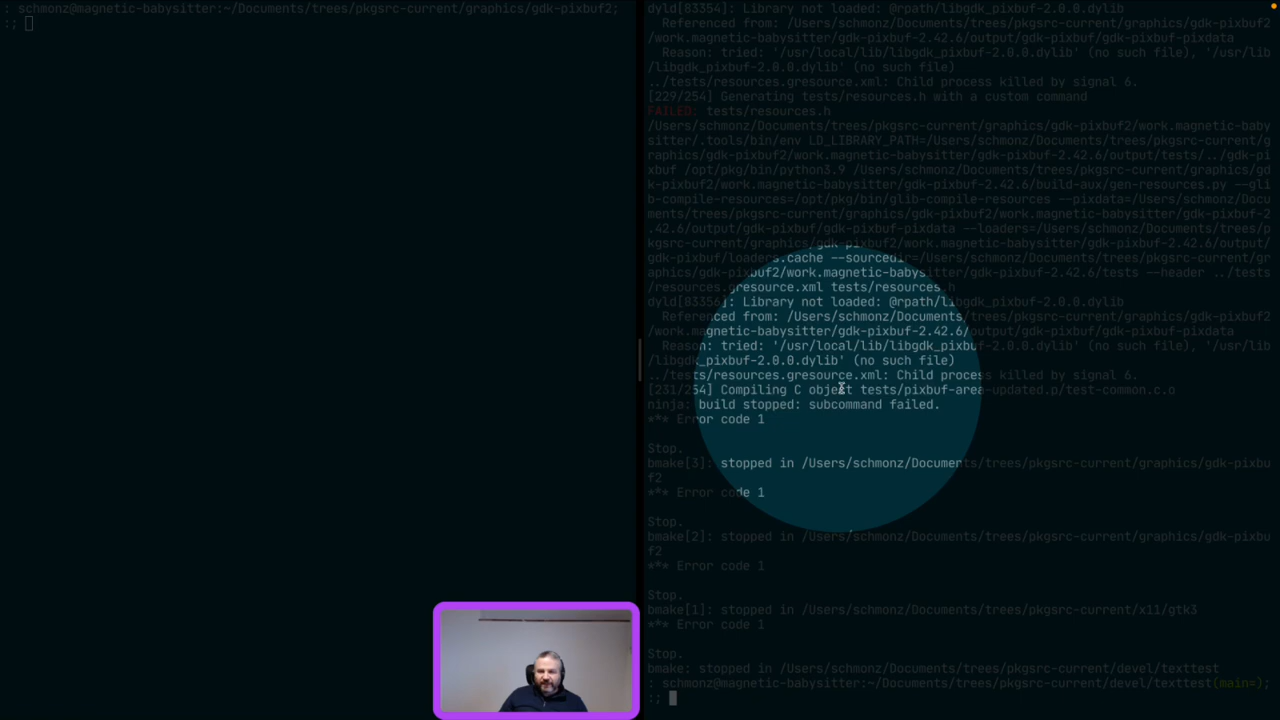 : schmonz@magnetic-babysitter:~/Documents/trees/pkgsrc-current/graphics/gdk-pixbuf2;
:;
dyld[83354]: Library not loaded: @rpath/libgdk_pixbuf-2.0.0.dylib
  Referenced from: /Users/schmonz/Documents/trees/pkgsrc-current/graphics/gdk-pixbuf2
/work.magnetic-babysitter/gdk-pixbuf-2.42.6/output/gdk-pixbuf/gdk-pixbuf-pixdata
  Reason: tried: '/usr/local/lib/libgdk_pixbuf-2.0.0.dylib' (no such file), '/usr/lib
/libgdk_pixbuf-2.0.0.dylib' (no such file)
../tests/resources.gresource.xml: Child process killed by signal 6.
[229/254] Generating tests/resources.h with a custom command
FAILED: tests/resources.h
/Users/schmonz/Documents/trees/pkgsrc-current/graphics/gdk-pixbuf2/work.magnetic-baby
sitter/.tools/bin/env LD_LIBRARY_PATH=/Users/schmonz/Documents/trees/pkgsrc-current/g
raphics/gdk-pixbuf2/work.magnetic-babysitter/gdk-pixbuf-2.42.6/output/tests/../gdk-pi
xbuf /opt/pkg/bin/python3.9 /Users/schmonz/Documents/trees/pkgsrc-current/graphics/gd
k-pixbuf2/work.magnetic-babysitter/gdk-pixbuf-2.42.6/build-aux/gen-resources.py --gli
b-compile-resources=/opt/pkg/bin/glib-compile-resources --pixdata=/Users/schmonz/Docu
ments/trees/pkgsrc-current/graphics/gdk-pixbuf2/work.magnetic-babysitter/gdk-pixbuf-2
.42.6/output/gdk-pixbuf/gdk-pixbuf-pixdata --loaders=/Users/schmonz/Documents/trees/p
kgsrc-current/graphics/gdk-pixbuf2/work.magnetic-babysitter/gdk-pixbuf-2.42.6/output/
gdk-pixbuf/loaders.cache --sourcedir=/Users/schmonz/Documents/trees/pkgsrc-current/gr
aphics/gdk-pixbuf2/work.magnetic-babysitter/gdk-pixbuf-2.42.6/tests --header ../tests
/resources.gresource.xml tests/resources.h
dyld[83356]: Library not loaded: @rpath/libgdk_pixbuf-2.0.0.dylib
  Referenced from: /Users/schmonz/Documents/trees/pkgsrc-current/graphics/gdk-pixbuf2
/work.magnetic-babysitter/gdk-pixbuf-2.42.6/output/gdk-pixbuf/gdk-pixbuf-pixdata
  Reason: tried: '/usr/local/lib/libgdk_pixbuf-2.0.0.dylib' (no such file), '/usr/lib
/libgdk_pixbuf-2.0.0.dylib' (no such file)
../tests/resources.gresource.xml: Child process killed by signal 6.
[231/254] Compiling C object tests/pixbuf-area-updated.p/test-common.c.o
ninja: build stopped: subcommand failed.
*** Error code 1
Stop.
bmake[3]: stopped in /Users/schmonz/Documents/trees/pkgsrc-current/graphics/gdk-pixbu
f2
*** Error code 1
Stop.
bmake[2]: stopped in /Users/schmonz/Documents/trees/pkgsrc-current/graphics/gdk-pixbu
f2
*** Error code 1
Stop.
bmake[1]: stopped in /Users/schmonz/Documents/trees/pkgsrc-current/x11/gtk3
*** Error code 1
Stop.
bmake: stopped in /Users/schmonz/Documents/trees/pkgsrc-current/devel/texttest
: schmonz@magnetic-babysitter:~/Documents/trees/pkgsrc-current/devel/texttest(main=);
:;